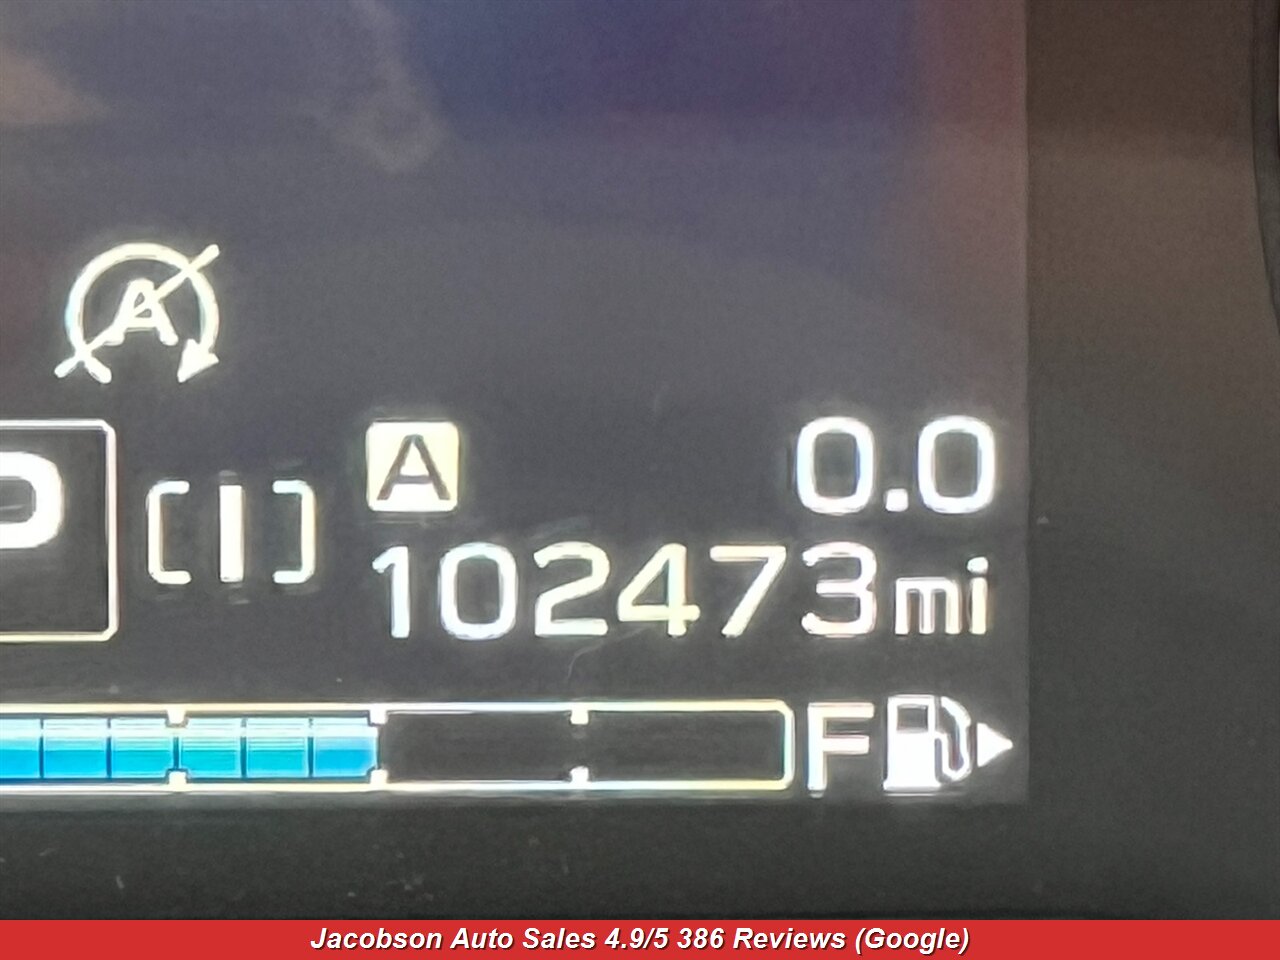 A
A 0.0
P [I] 102473mi
F
Jacobson Auto Sales 4.9/5 386 Reviews (Google)